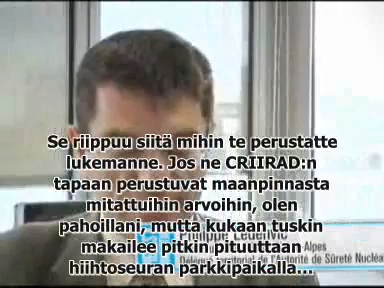 Se riippuu siitä mihin te perustatte
lukemanne. Jos ne CRIIRAD:n
tapaan perustuvat maanpinnasta
mitattuihin arvoihin, olen
pahoillani, mutta kukaan tuskin
makailee pitkin pituuttaan
hiihtoseuran parkkipaikalla...
Philippe
-Alpes
de l'Autorité de Sûreté Nucléa